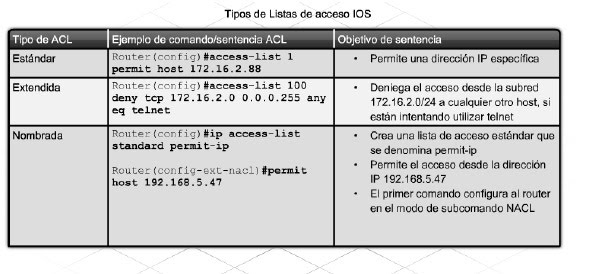 Tipos de Listas de acceso IOS
Tipo de ACL
Ejemplo de comando/sentencia ACL
Objetivo de sentencia
Estándar
Router(config)#access-list 1
permit host 172.16.2.88
• Permite una dirección IP específica
Extendida
Router(config)#access-list 100
deny tcp 172.16.2.0 0.0.0.255 any
eq telnet
• Deniega el acceso desde la subred
172.16.2.0/24 a cualquier otro host, si
están intentando utilizar telnet
Nombrada
Router(config)#ip access-list
standard permit-ip
Router(config-ext-nacl)#permit
host 192.168.5.47
• Crea una lista de acceso estándar que
se denomina permit-ip
• Permite el acceso desde la dirección
IP 192.168.5.47
• El primer comando configura al router
en el modo de subcomando NACL